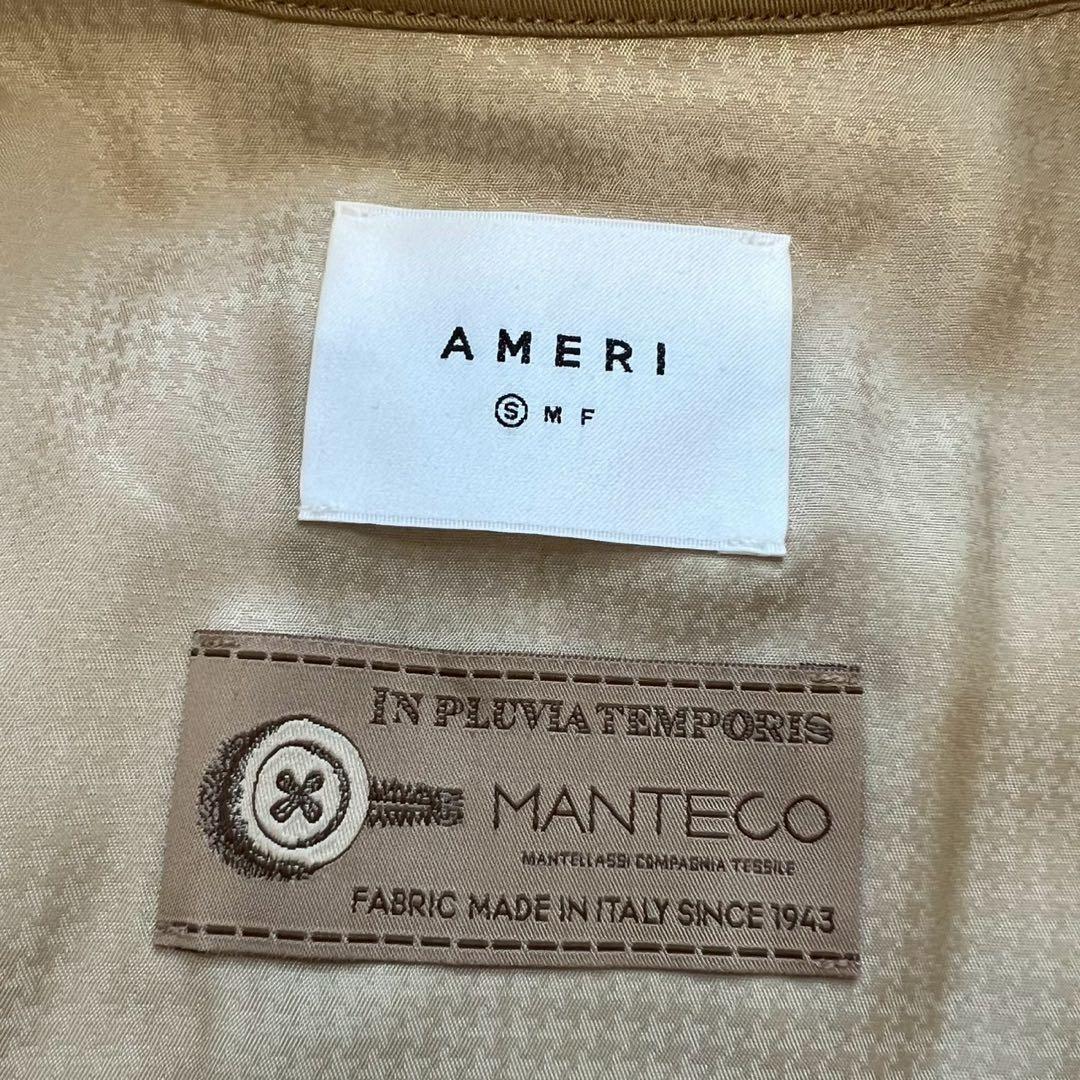 AMERI
S M F
IN PLUVIA TEMPORIS
MANTECO
MANTELLASSI COMPAGNIA TESSILE
FABRIC MADE IN ITALY SINCE 1943